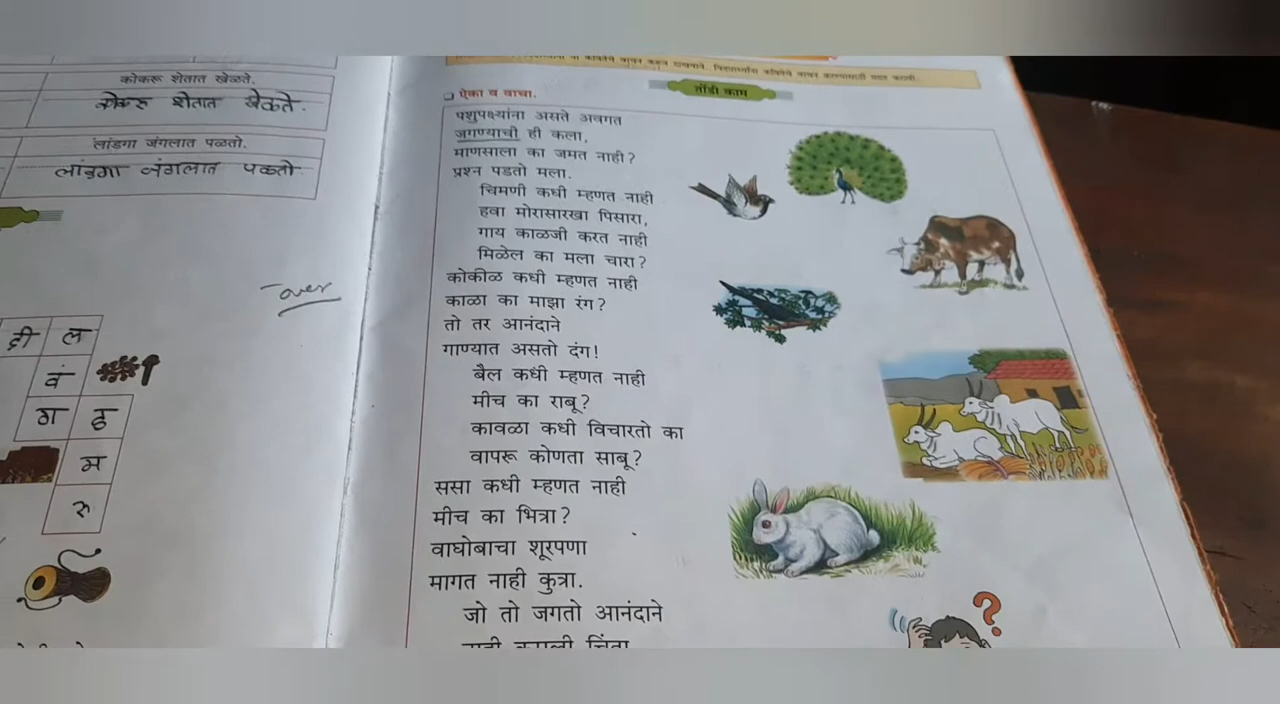 कोकरू शेतात खेळते.
कोकरू शेतात खेळते.
लांडगा जंगलात पळतो.
लांडगा जंगलात पळतो
over
ल
वं
ग ढ
म
रू
तोंडी काम
ऐका व वाचा.
पशुपक्ष्यांना असते अवगत
जगण्याची ही कला,
माणसाला का जमत नाही?
प्रश्न पडतो मला.
चिमणी कधी म्हणत नाही
हवा मोरासारखा पिसारा,
गाय काळजी करत नाही
मिळेल का मला चारा?
कोकीळ कधी म्हणत नाही
काळा का माझा रंग?
तो तर आनंदाने
गाण्यात असतो दंग!
बैल कधी म्हणत नाही
मीच का राबू?
कावळा कधी विचारतो का
वापरू कोणता साबू?
ससा कधी म्हणत नाही
मीच का भित्रा?
वाघोबाचा शूरपणा
मागत नाही कुत्रा.
जो तो जगतो आनंदाने
?